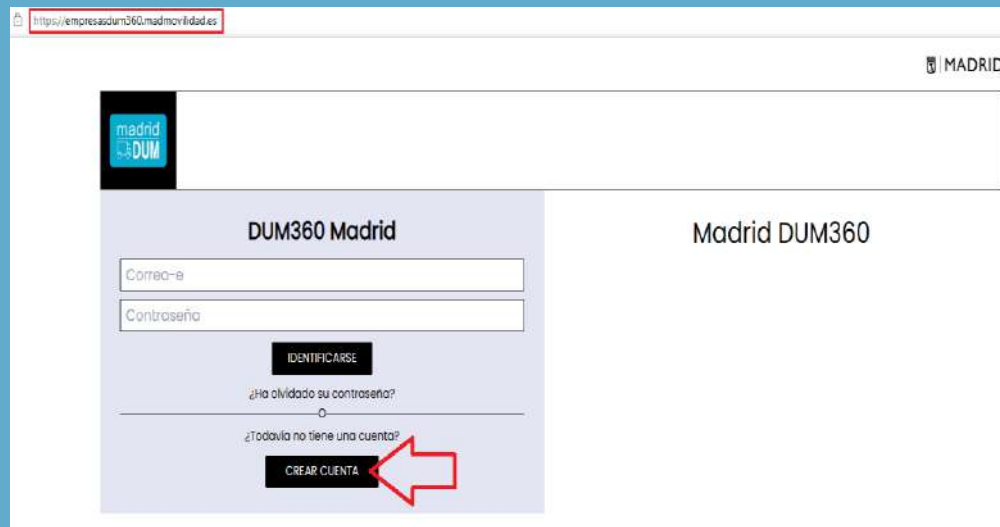 https://empresasdum360.madmovilidad.es
MADRID
madrid
DUM
DUM360 Madrid
Madrid DUM360
Correo-e
Contraseña
IDENTIFICARSE
¿Ha olvidado su contraseña?
O
¿Todavía no tiene una cuenta?
CREAR CUENTA